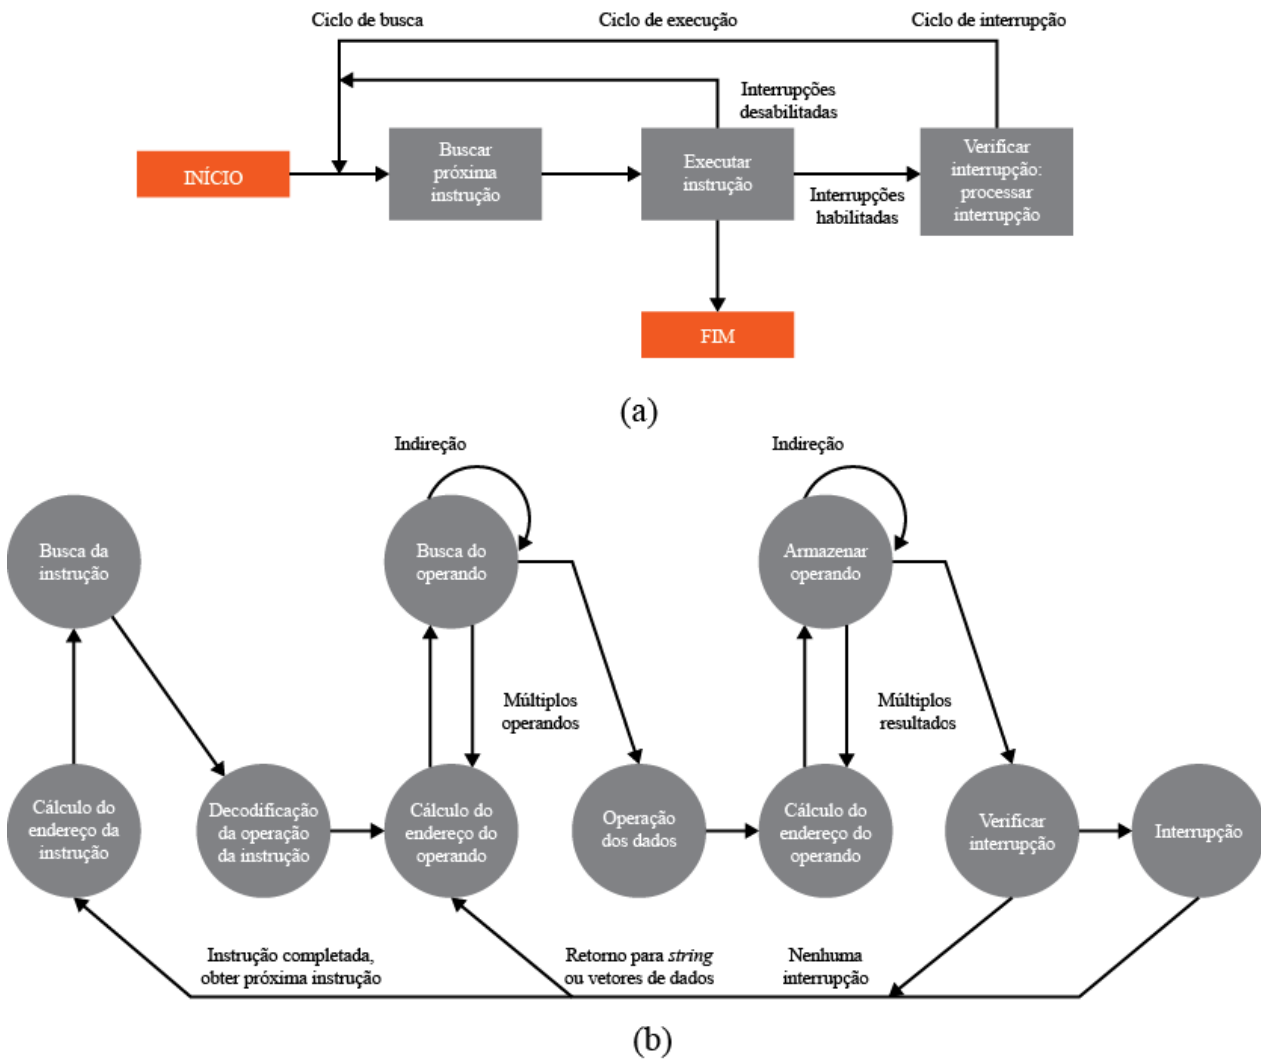 Ciclo de busca
Ciclo de execução
Ciclo de interrupção
Interrupções
desabilitadas
INÍCIO
Buscar
próxima
instrução
Executar
instrução
Interrupções
habilitadas
Verificar
interrupção:
processar
interrupção
FIM
(a)
Indireção
Indireção
Busca da
instrução
Busca do
operando
Armazenar
operando
Múltiplos
operandos
Múltiplos
resultados
Cálculo do
endereço da
instrução
Decodificação
da operação
da instrução
Cálculo do
endereço do
operando
Operação
dos dados
Cálculo do
endereço do
operando
Verificar
interrupção
Interrupção
Instrução completada,
obter próxima instrução
Retorno para string
ou vetores de dados
Nenhuma
interrupção
(b)